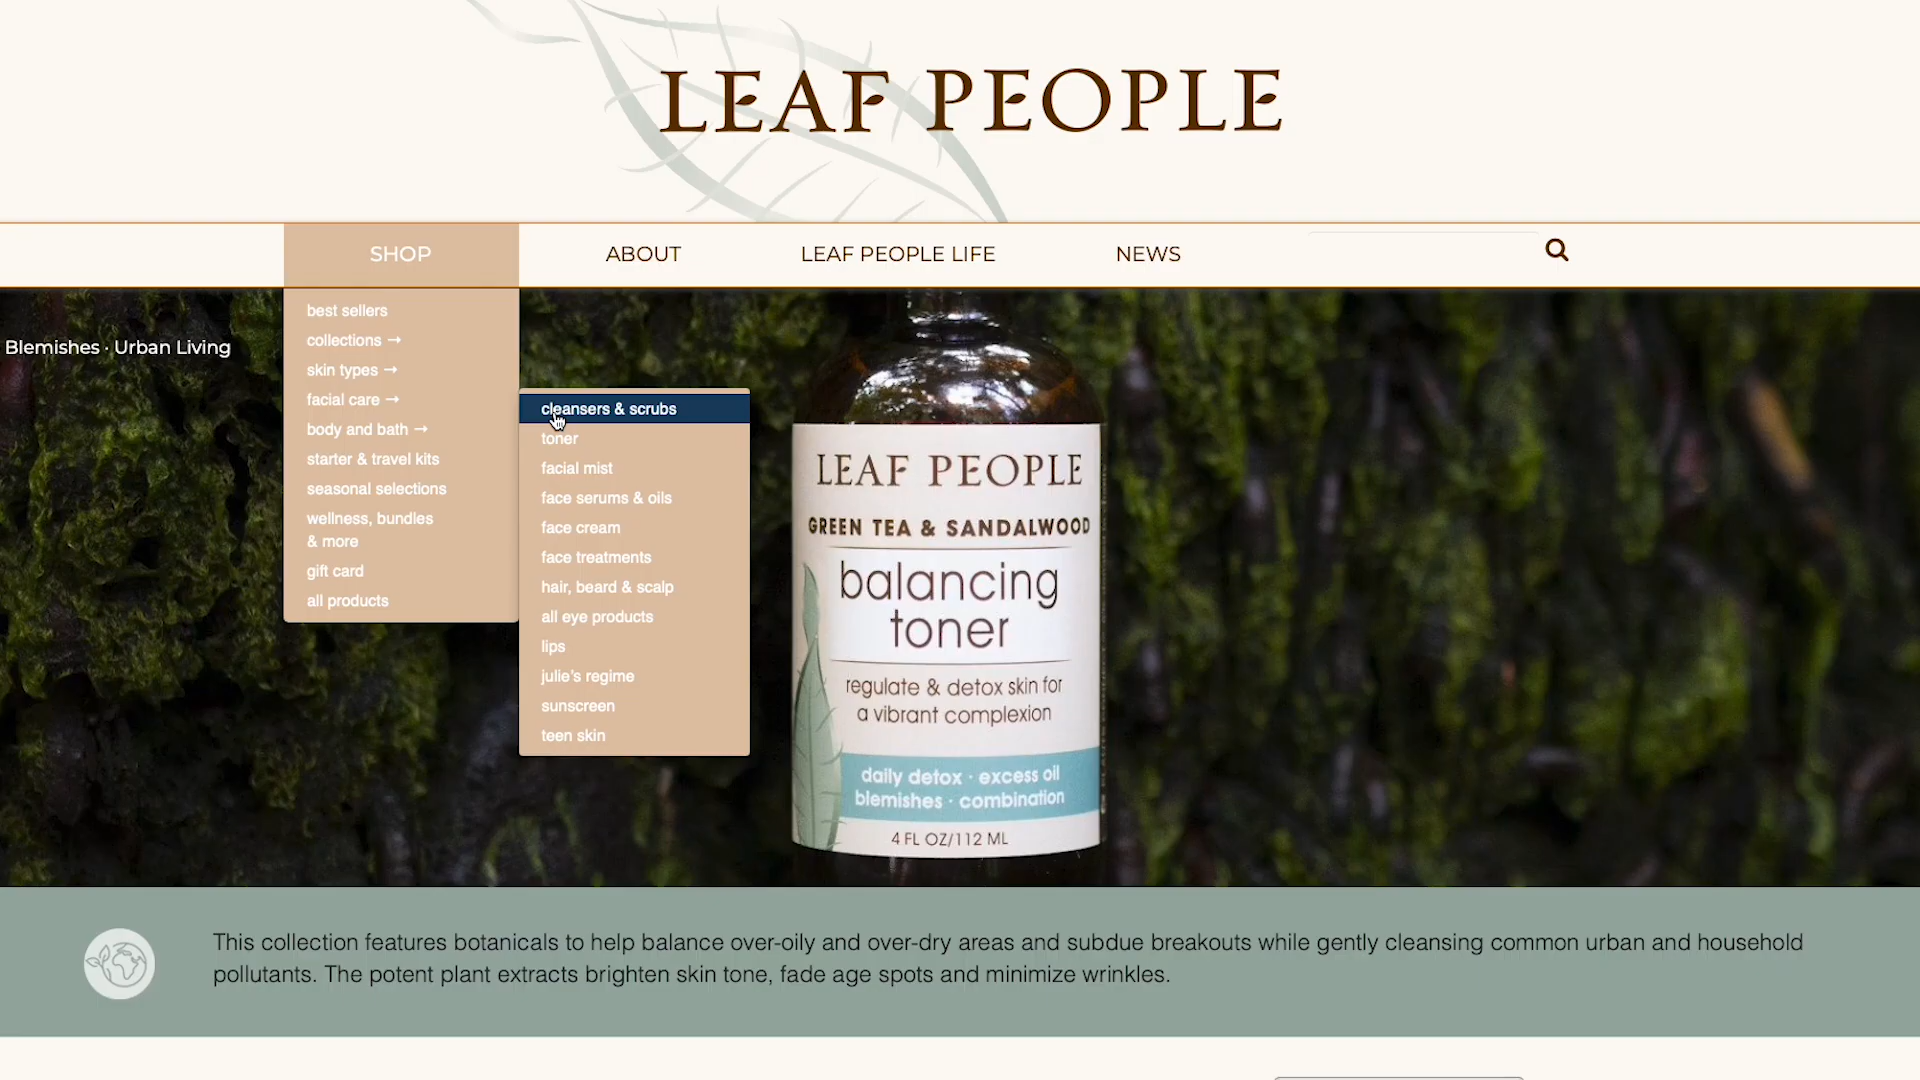 LEAF PEOPLE
SHOP
ABOUT
LEAF PEOPLE LIFE
NEWS
best sellers
collections →
skin types →
facial care →
body and bath →
starter & travel kits
seasonal selections
wellness, bundles
& more
gift card
all products
Blemishes · Urban Living
cleansers & scrubs
toner
facial mist
face serums & oils
face cream
face treatments
hair, beard & scalp
all eye products
lips
julie's regime
sunscreen
teen skin
LEAF PEOPLE
GREEN TEA & SANDALWOOD
balancing
toner
regulate & detox skin for
a vibrant complexion
daily detox · excess oil
blemishes · combination
4 FL OZ/112 ML
This collection features botanicals to help balance over-oily and over-dry areas and subdue breakouts while gently cleansing common urban and household
pollutants. The potent plant extracts brighten skin tone, fade age spots and minimize wrinkles.